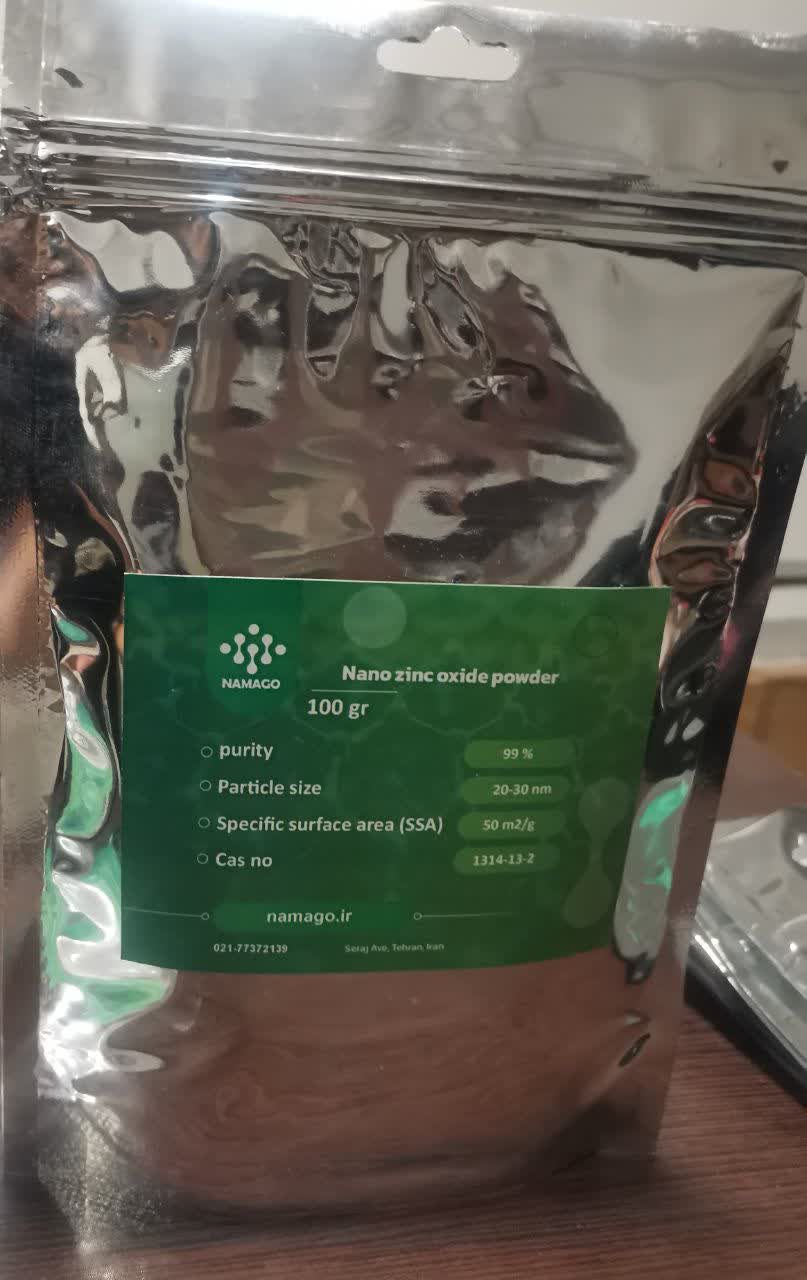 NAMAGO
Nano zinc oxide powder
100 gr
purity 99 %
Particle size 20-30 nm
Specific surface area (SSA) 50 m2/g
Cas no 1314-13-2
namago.ir
021-77372139 Seraj Ave, Tehran, Iran